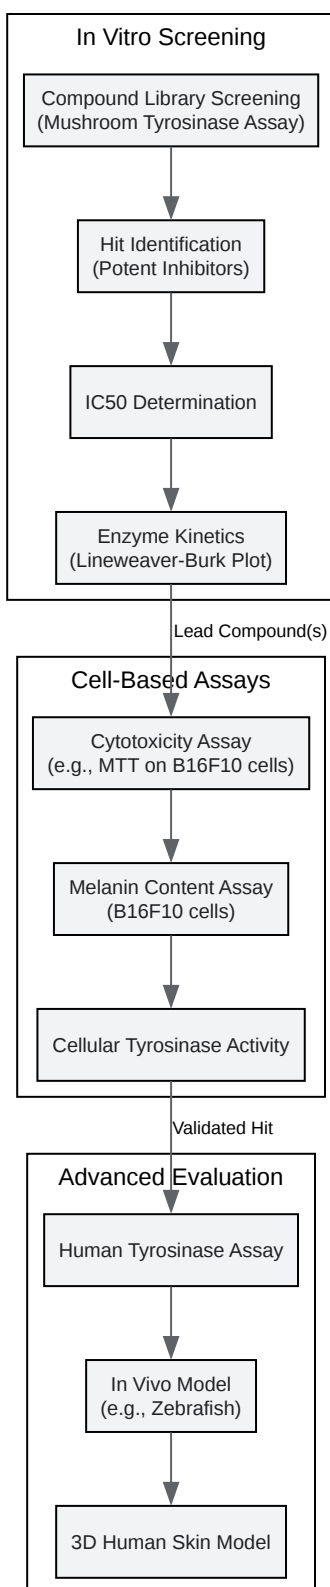 In Vitro Screening
Compound Library Screening
(Mushroom Tyrosinase Assay)
Hit Identification
(Potent Inhibitors)
IC50 Determination
Enzyme Kinetics
(Lineweaver-Burk Plot)
Lead Compound(s)
Cell-Based Assays
Cytotoxicity Assay
(e.g., MTT on B16F10 cells)
Melanin Content Assay
(B16F10 cells)
Cellular Tyrosinase Activity
Validated Hit
Advanced Evaluation
Human Tyrosinase Assay
In Vivo Model
(e.g., Zebrafish)
3D Human Skin Model